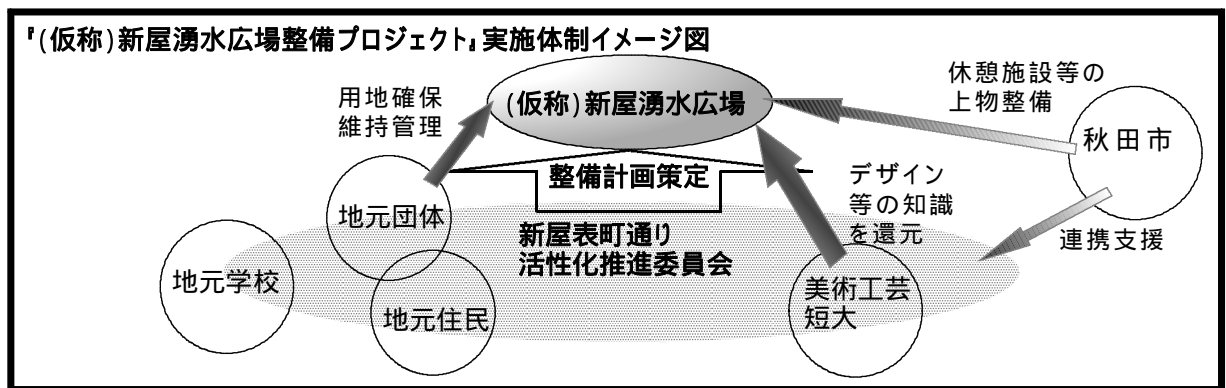 『(仮称)新屋湧水広場整備プロジェクト』実施体制イメージ図
用地確保
維持管理
(仮称)新屋湧水広場
休憩施設等の
上物整備
秋田市
整備計画策定
デザイン
等の知識
を還元
連携支援
地元団体
新屋表町通り
活性化推進委員会
地元学校
地元住民
美術工芸
短大